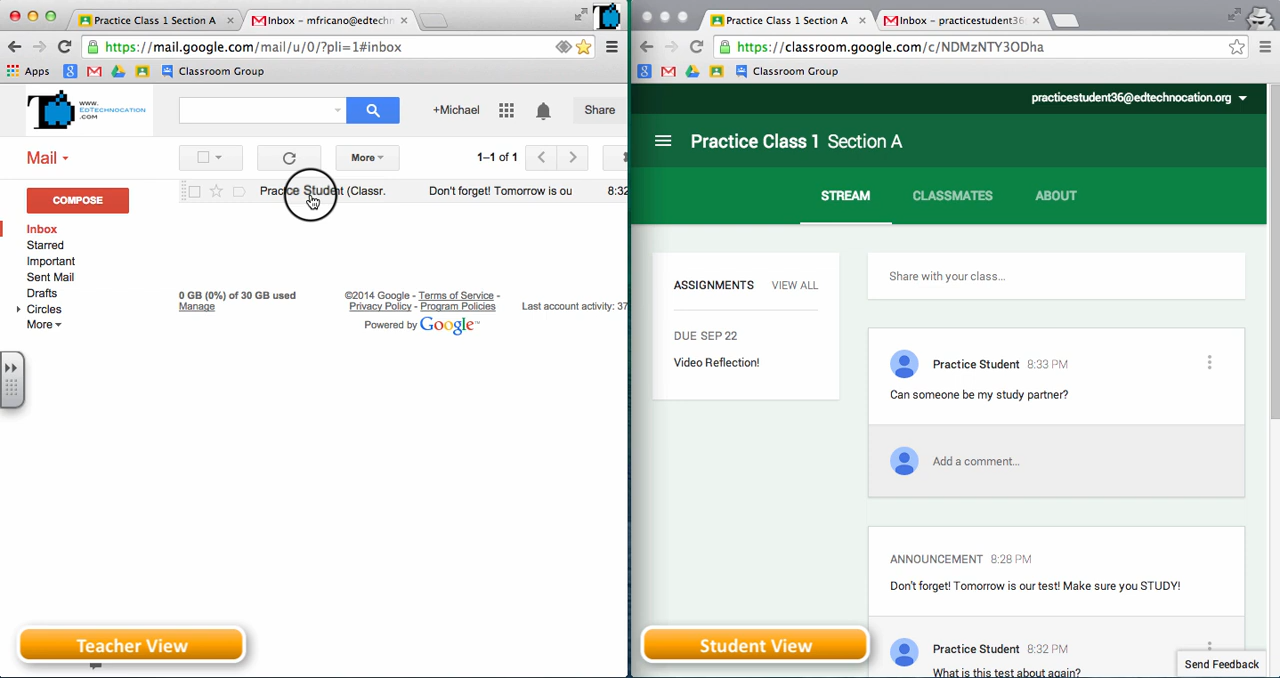 Practice Class 1 Section A
Inbox - mfricano@edtechn
https://mail.google.com/mail/u/0/?pli=1#inbox
Apps
Classroom Group
www.
EdTechnocation
.com
+Michael
Share
Mail
More
1–1 of 1
COMPOSE
Practice Student (Classr.
Don't forget! Tomorrow is ou
8:32
Inbox
Starred
Important
Sent Mail
Drafts
Circles
More
0 GB (0%) of 30 GB used
Manage
©2014 Google - Terms of Service -
Privacy Policy - Program Policies
Powered by Google™
Last account activity: 37
Teacher View
Practice Class 1 Section A
Inbox - practicestudent36
https://classroom.google.com/c/NDMzNTY3ODha
Classroom Group
practicestudent36@edtechnocation.org
Practice Class 1 Section A
STREAM
CLASSMATES
ABOUT
ASSIGNMENTS
VIEW ALL
DUE SEP 22
Video Reflection!
Share with your class...
Practice Student 8:33 PM
Can someone be my study partner?
Add a comment...
ANNOUNCEMENT 8:28 PM
Don't forget! Tomorrow is our test! Make sure you STUDY!
Practice Student 8:32 PM
What is this test about again?
Send Feedback
Student View